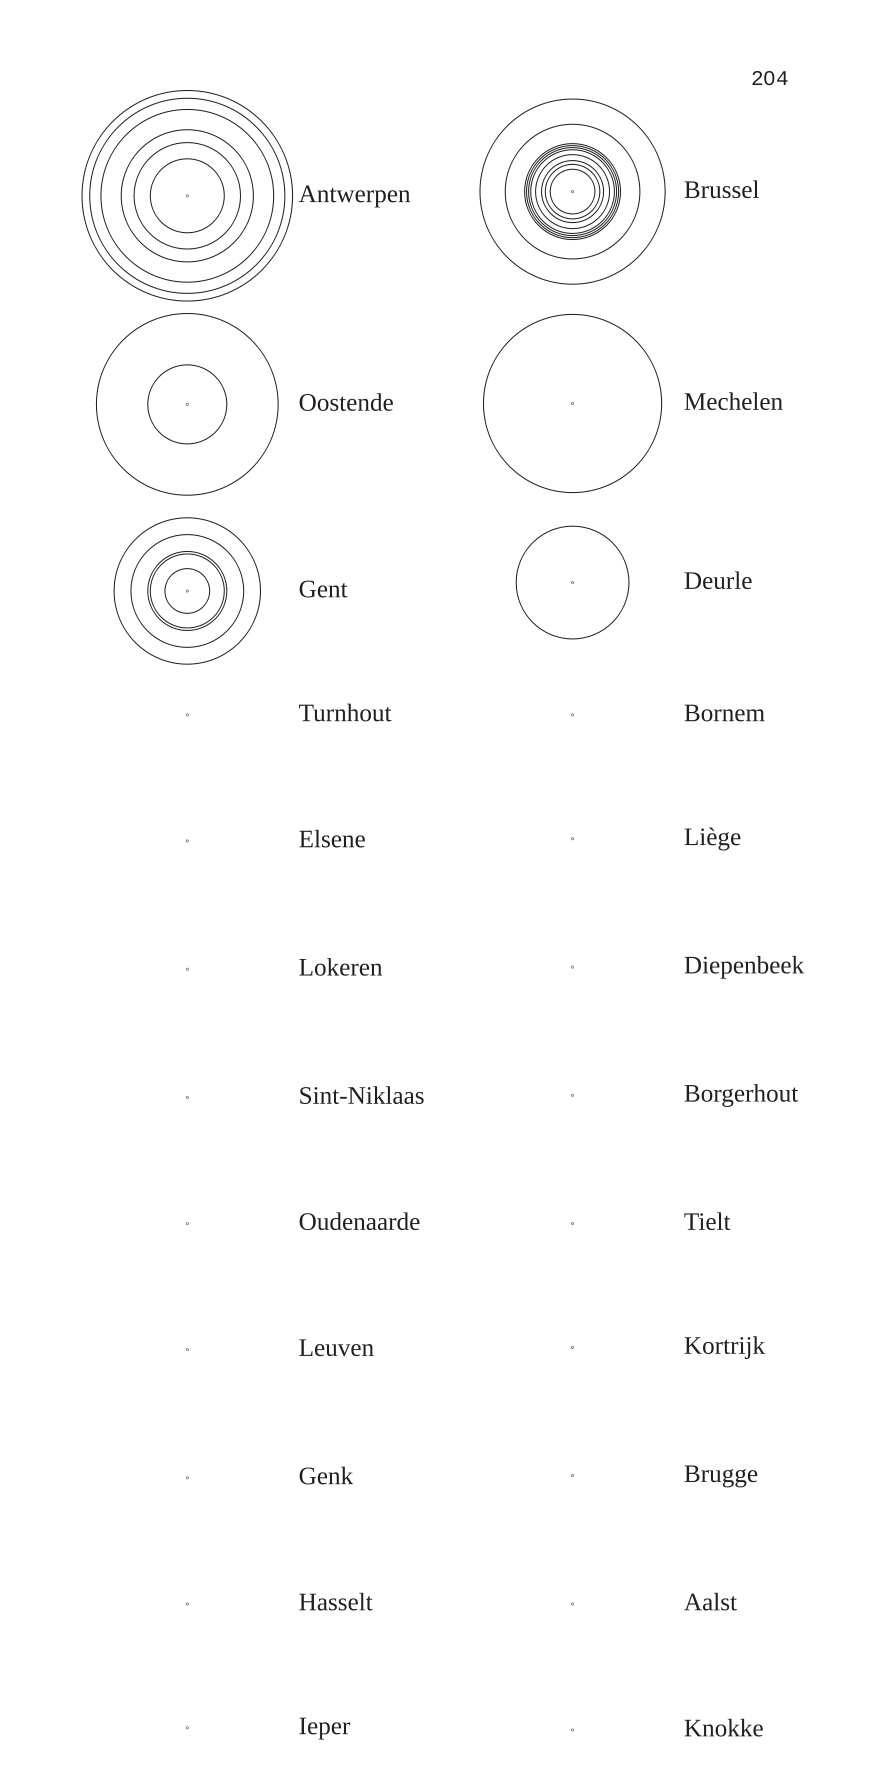 204
Antwerpen
Brussel
Oostende
Mechelen
Gent
Deurle
Turnhout
Bornem
Elsene
Liège
Lokeren
Diepenbeek
Sint-Niklaas
Borgerhout
Oudenaarde
Tielt
Leuven
Kortrijk
Genk
Brugge
Hasselt
Aalst
Ieper
Knokke